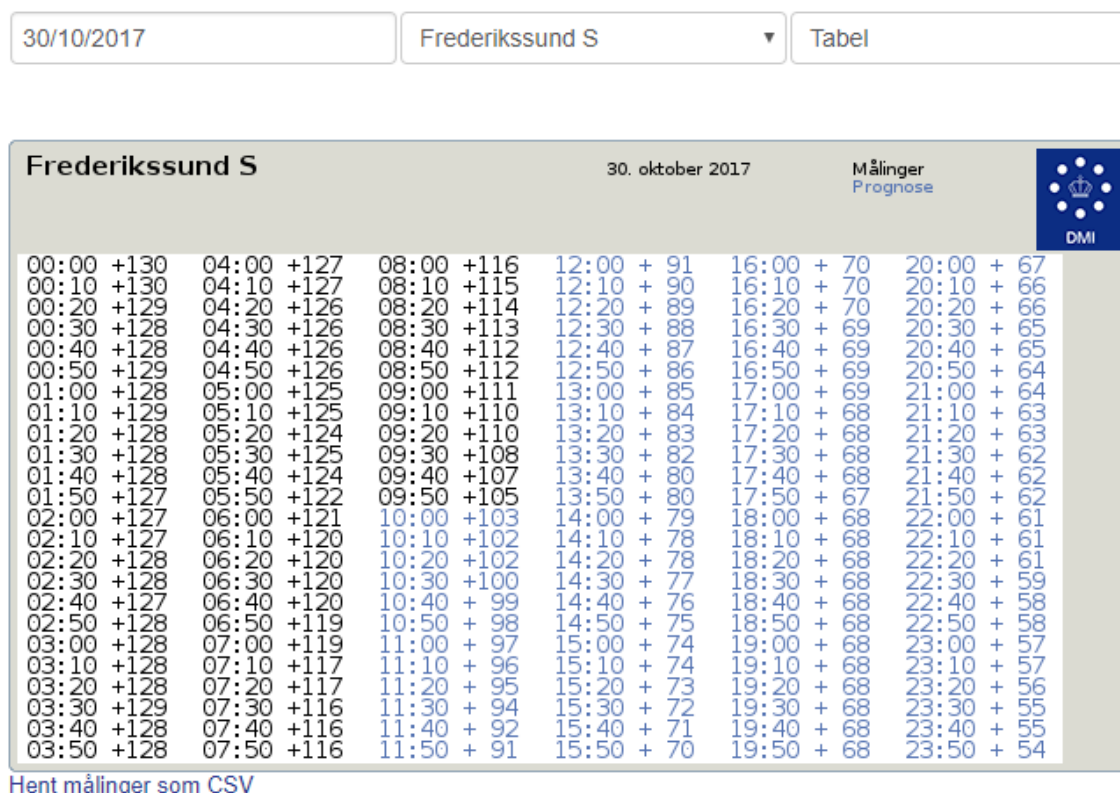 30/10/2017 Frederikssund S Tabel
Frederikssund S 30. oktober 2017 Målinger
Prognose
DMI
00:00 +130 04:00 +127 08:00 +116 12:00 + 91 16:00 + 70 20:00 + 67
00:10 +130 04:10 +127 08:10 +115 12:10 + 90 16:10 + 70 20:10 + 66
00:20 +129 04:20 +126 08:20 +114 12:20 + 89 16:20 + 70 20:20 + 66
00:30 +128 04:30 +126 08:30 +113 12:30 + 88 16:30 + 69 20:30 + 65
00:40 +128 04:40 +126 08:40 +112 12:40 + 87 16:40 + 69 20:40 + 65
00:50 +129 04:50 +126 08:50 +112 12:50 + 86 16:50 + 69 20:50 + 64
01:00 +128 05:00 +125 09:00 +111 13:00 + 85 17:00 + 69 21:00 + 64
01:10 +129 05:10 +125 09:10 +110 13:10 + 84 17:10 + 68 21:10 + 63
01:20 +128 05:20 +124 09:20 +110 13:20 + 83 17:20 + 68 21:20 + 63
01:30 +128 05:30 +125 09:30 +108 13:30 + 82 17:30 + 68 21:30 + 62
01:40 +128 05:40 +124 09:40 +107 13:40 + 80 17:40 + 68 21:40 + 62
01:50 +127 05:50 +122 09:50 +105 13:50 + 80 17:50 + 67 21:50 + 62
02:00 +127 06:00 +121 10:00 +103 14:00 + 79 18:00 + 68 22:00 + 61
02:10 +127 06:10 +120 10:10 +102 14:10 + 78 18:10 + 68 22:10 + 61
02:20 +128 06:20 +120 10:20 +102 14:20 + 78 18:20 + 68 22:20 + 61
02:30 +128 06:30 +120 10:30 +100 14:30 + 77 18:30 + 68 22:30 + 59
02:40 +127 06:40 +120 10:40 + 99 14:40 + 76 18:40 + 68 22:40 + 58
02:50 +128 06:50 +119 10:50 + 98 14:50 + 75 18:50 + 68 22:50 + 58
03:00 +128 07:00 +119 11:00 + 97 15:00 + 74 19:00 + 68 23:00 + 57
03:10 +128 07:10 +117 11:10 + 96 15:10 + 74 19:10 + 68 23:10 + 57
03:20 +128 07:20 +117 11:20 + 95 15:20 + 73 19:20 + 68 23:20 + 56
03:30 +129 07:30 +116 11:30 + 94 15:30 + 72 19:30 + 68 23:30 + 55
03:40 +128 07:40 +116 11:40 + 92 15:40 + 71 19:40 + 68 23:40 + 55
03:50 +128 07:50 +116 11:50 + 91 15:50 + 70 19:50 + 68 23:50 + 54
Hent målinger som CSV